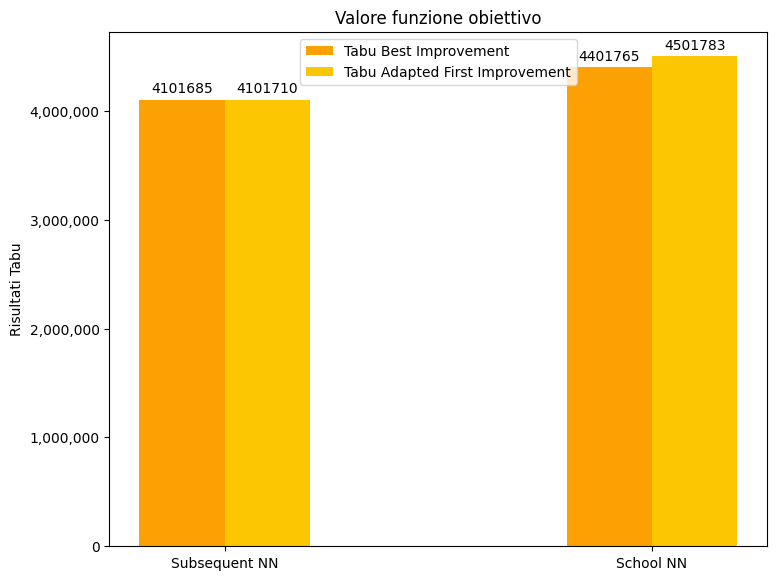 Valore funzione obiettivo
Tabu Best Improvement
Tabu Adapted First Improvement
4101685
4101710
4401765
4501783
Risultati Tabu
4,000,000
3,000,000
2,000,000
1,000,000
0
Subsequent NN
School NN